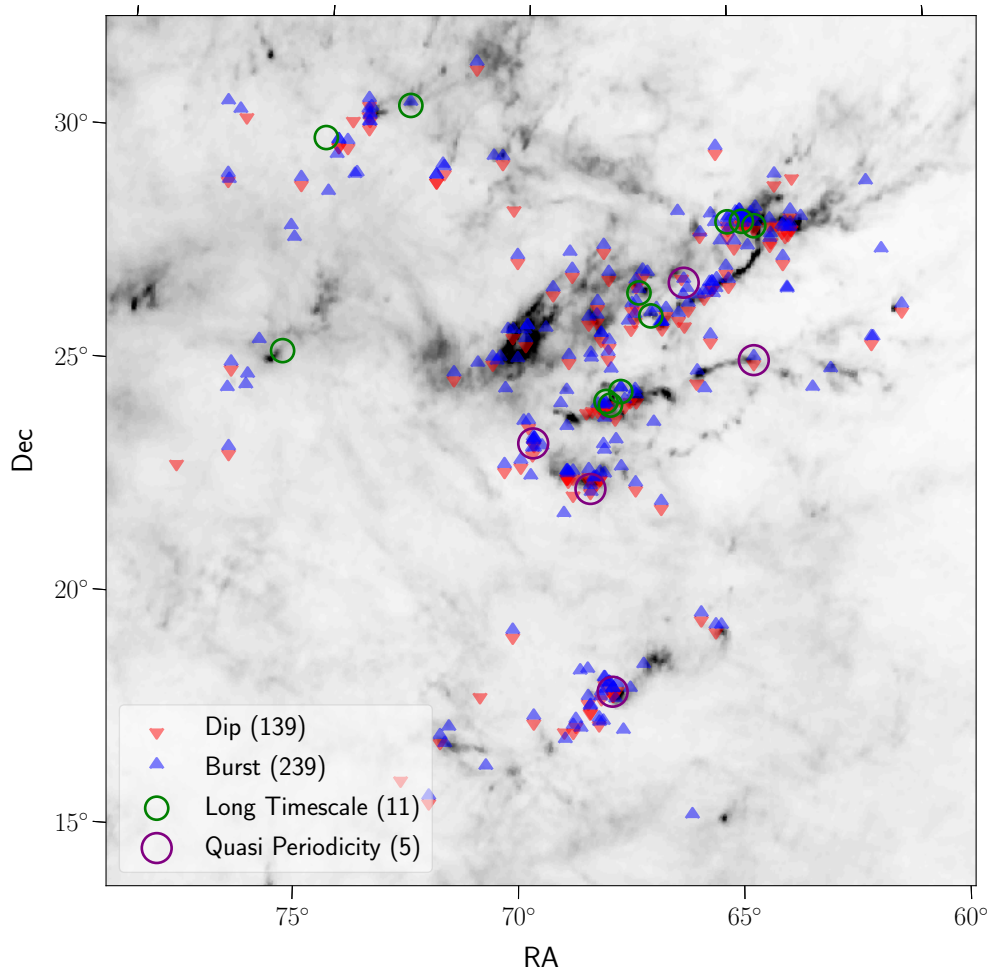 30°
25°
20°
15°
Dec
Dip (139)
Burst (239)
Long Timescale (11)
Quasi Periodicity (5)
75°
70°
65°
60°
RA